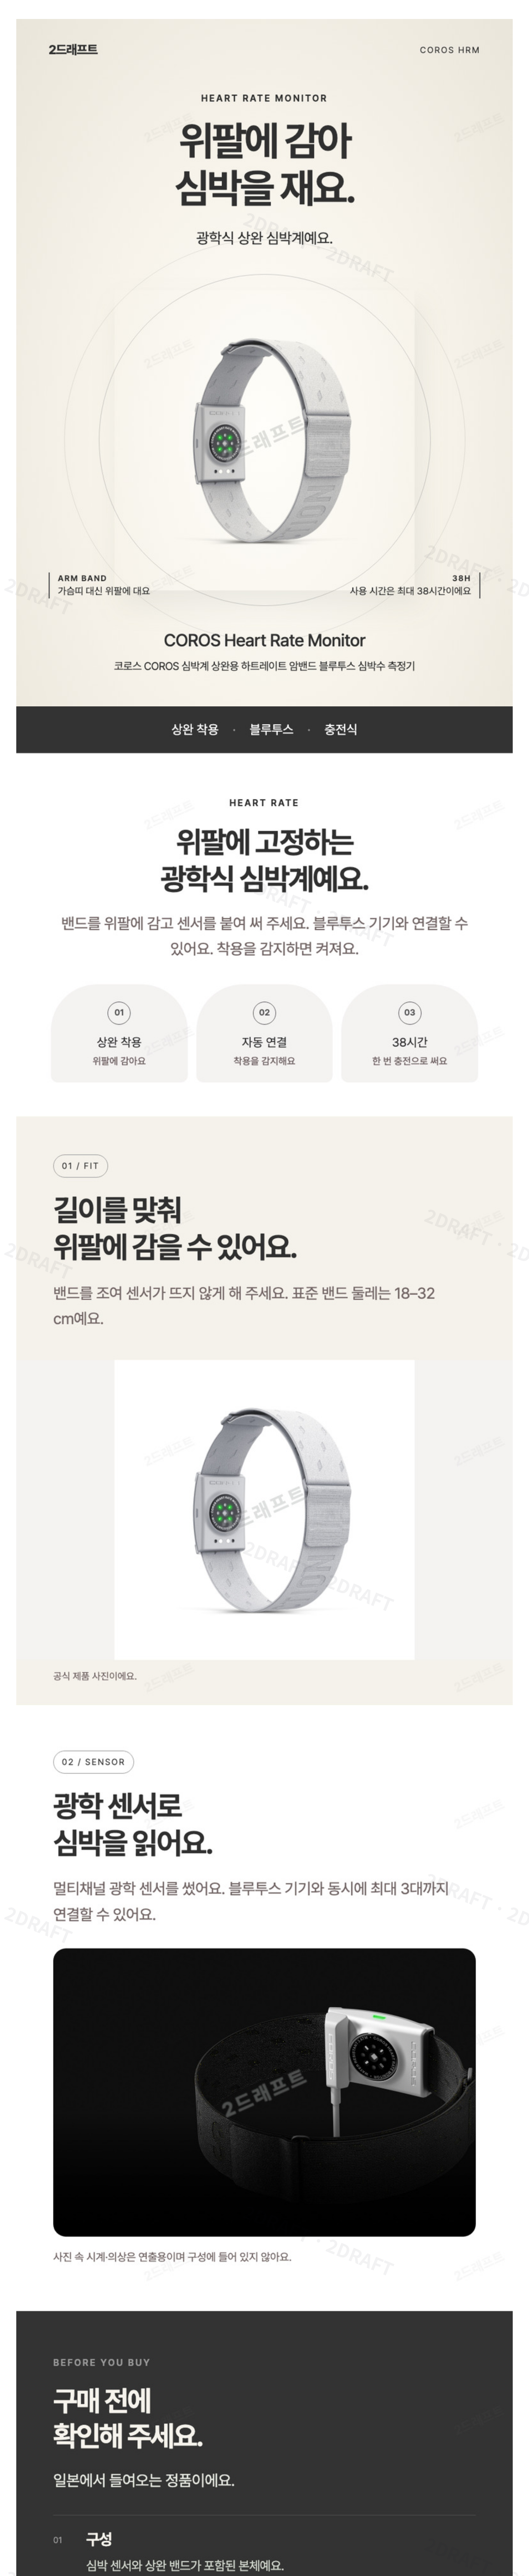 2드래프트
COROS HRM
HEART RATE MONITOR
위팔에 감아
심박을 재요.
광학식 상완 심박계예요.
ARM BAND
가슴띠 대신 위팔에 대요
38H
사용 시간은 최대 38시간이에요
COROS Heart Rate Monitor
코로스 COROS 심박계 상완용 하트레이트 암밴드 블루투스 심박수 측정기
상완 착용 · 블루투스 · 충전식
HEART RATE
위팔에 고정하는
광학식 심박계예요.
밴드를 위팔에 감고 센서를 붙여 써 주세요. 블루투스 기기와 연결할 수
있어요. 착용을 감지하면 켜져요.
01
상완 착용
위팔에 감아요
02
자동 연결
착용을 감지해요
03
38시간
한 번 충전으로 써요
01 / FIT
길이를 맞춰
위팔에 감을 수 있어요.
밴드를 조여 센서가 뜨지 않게 해 주세요. 표준 밴드 둘레는 18–32
cm예요.
2드래프트
2DRAFT · 2DRAFT
공식 제품 사진이에요.
02 / SENSOR
광학 센서로
심박을 읽어요.
멀티채널 광학 센서를 썼어요. 블루투스 기기와 동시에 최대 3대까지
연결할 수 있어요.
2드래프트
사진 속 시계·의상은 연출용이며 구성에 들어 있지 않아요.
BEFORE YOU BUY
구매 전에
확인해 주세요.
일본에서 들여오는 정품이에요.
01
구성
심박 센서와 상완 밴드가 포함된 본체예요.